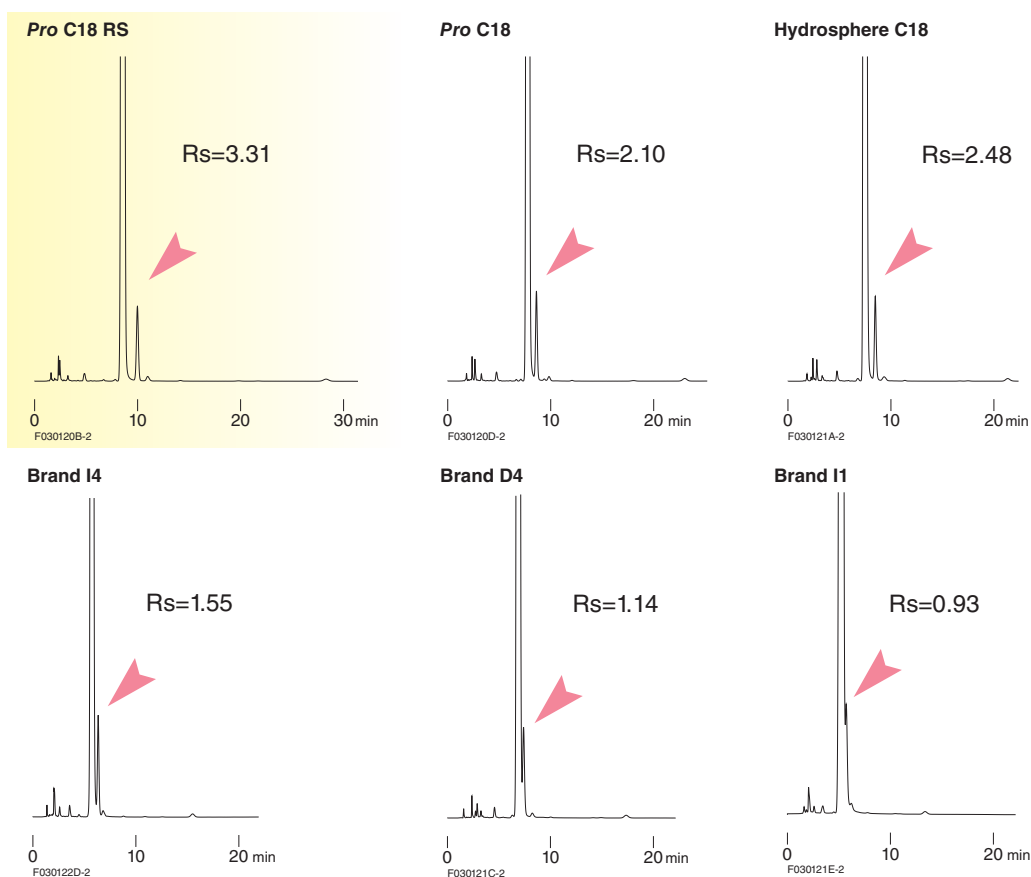 Pro C18 RS
Rs=3.31
0 10 20 30 min
F030120B-2
Pro C18
Rs=2.10
0 10 20 min
F030120D-2
Hydrosphere C18
Rs=2.48
0 10 20 min
F030121A-2
Brand I4
Rs=1.55
0 10 20 min
F030122D-2
Brand D4
Rs=1.14
0 10 20 min
F030121C-2
Brand I1
Rs=0.93
0 10 20 min
F030121E-2